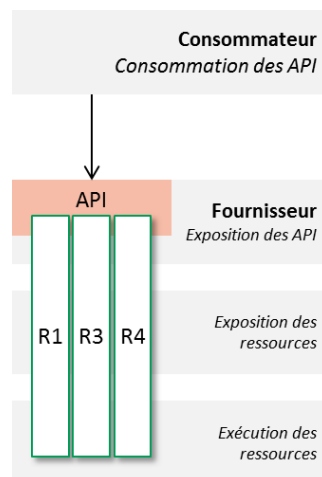 Consommateur
Consommation des API
API
Fournisseur
Exposition des API
R1 R3 R4
Exposition des
ressources
Exécution des
ressources